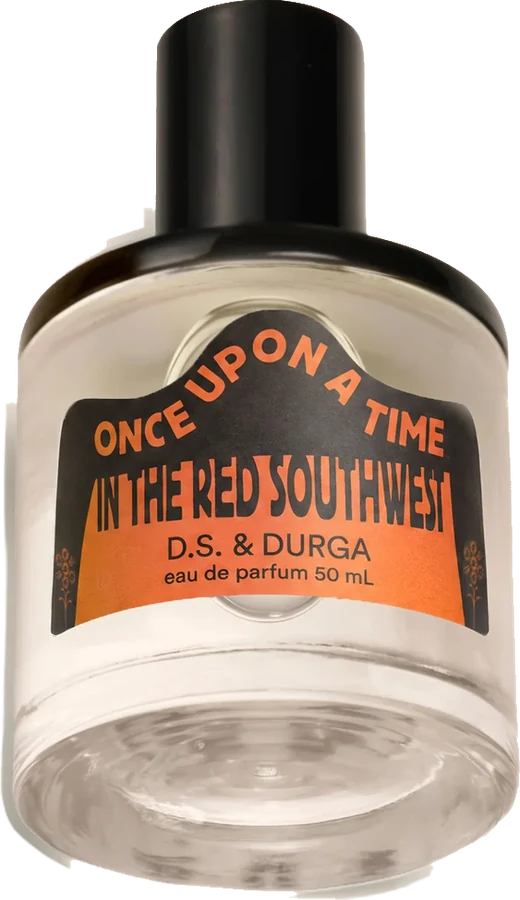 ONCE UPON A TIME
IN THE RED SOUTHWEST
D.S. & DURGA
eau de parfum 50 mL